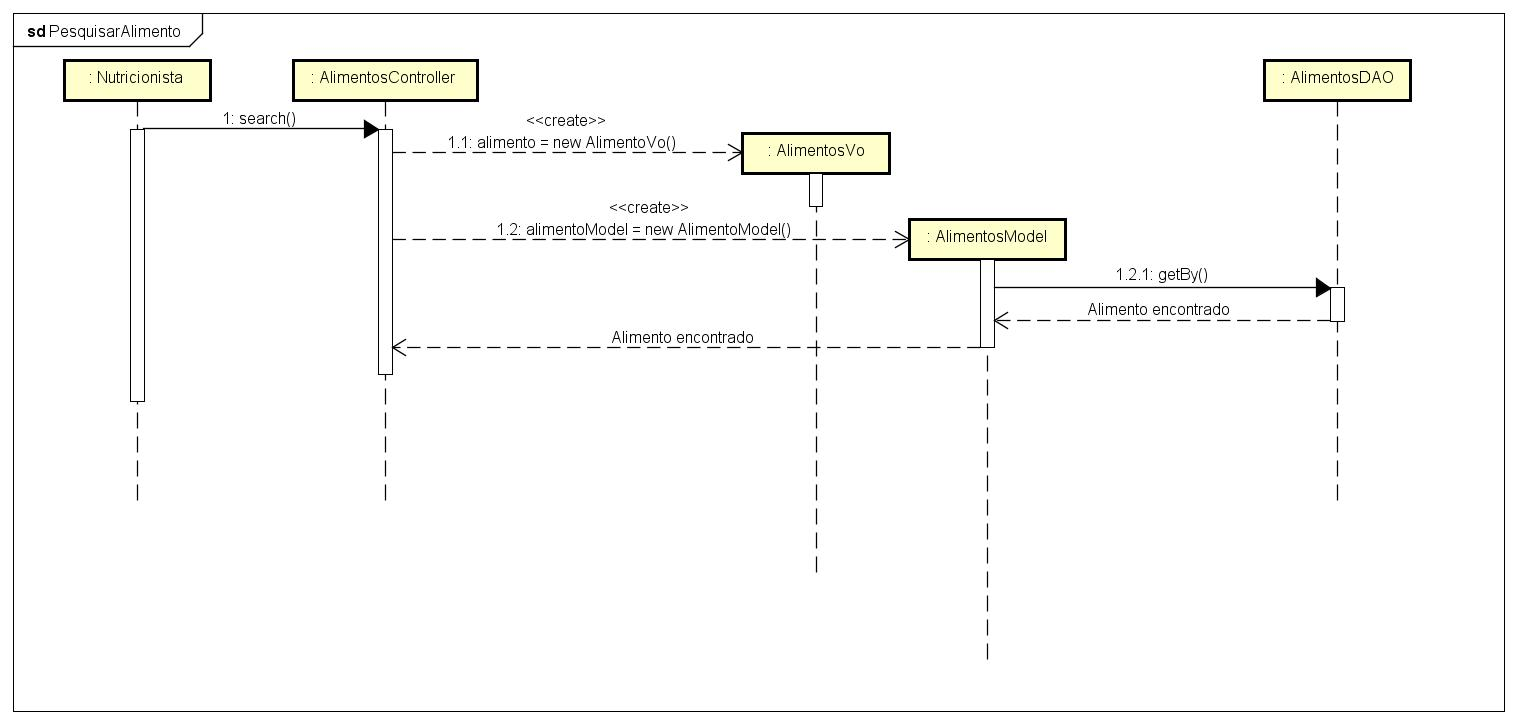 sd PesquisarAlimento
: Nutricionista
: AlimentosController
: AlimentosDAO
1: search()
<<create>>
1.1: alimento = new AlimentoVo()
: AlimentosVo
<<create>>
1.2: alimentoModel = new AlimentoModel()
: AlimentosModel
1.2.1: getBy()
Alimento encontrado
Alimento encontrado